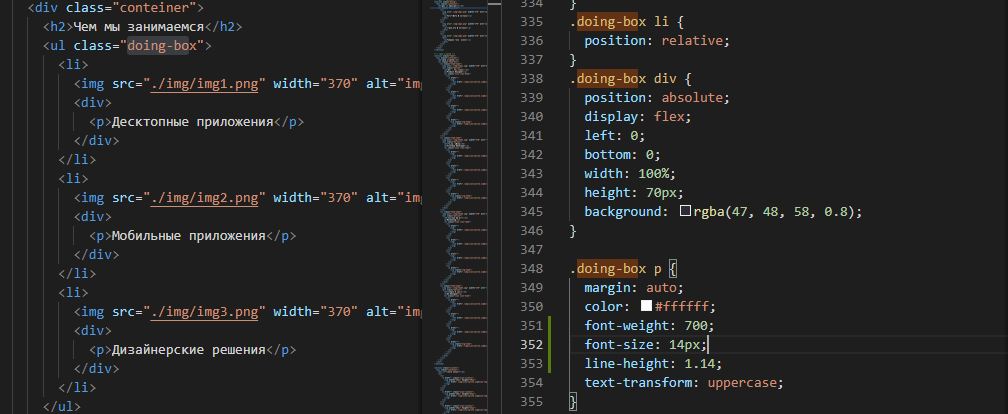 <div class="conteiner">
<h2>Чем мы занимаемся</h2>
<ul class="doing-box">
<li>
<img src="./img/img1.png" width="370" alt="img
<div>
<p>Десктопные приложения</p>
</div>
</li>
<li>
<img src="./img/img2.png" width="370" alt="img
<div>
<p>Мобильные приложения</p>
</div>
</li>
<li>
<img src="./img/img3.png" width="370" alt="img
<div>
<p>Дизайнерские решения</p>
</div>
</li>
</ul>
334 }
335 .doing-box li {
336 position: relative;
337 }
338 .doing-box div {
339 position: absolute;
340 display: flex;
341 left: 0;
342 bottom: 0;
343 width: 100%;
344 height: 70px;
345 background: rgba(47, 48, 58, 0.8);
346 }
347
348 .doing-box p {
349 margin: auto;
350 color: #ffffff;
351 font-weight: 700;
352 font-size: 14px;
353 line-height: 1.14;
354 text-transform: uppercase;
355 }